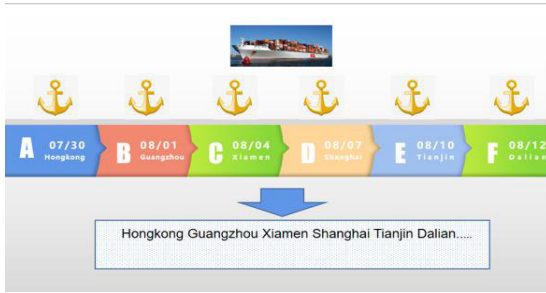 A 07/30 Hongkong
B 08/01 Guangzhou
C 08/04 Xiamen
D 08/07 Shanghai
E 08/10 Tianjin
F 08/12 Dalian
Hongkong Guangzhou Xiamen Shanghai Tianjin Dalian.....